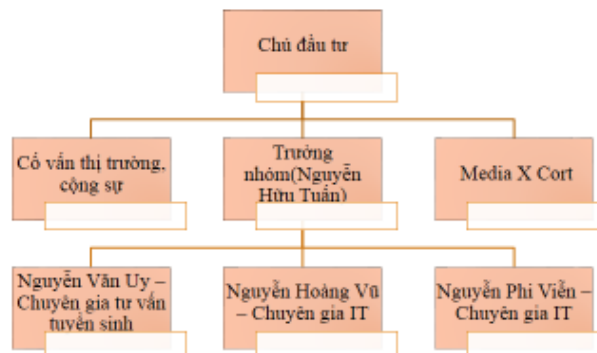 Chủ đầu tư
Cố vấn thị trường,
cộng sự
Trưởng
nhóm(Nguyễn
Hữu Tuấn)
Media X Cort
Nguyễn Văn Uy –
Chuyên gia tư vấn
tuyển sinh
Nguyễn Hoàng Vũ
– Chuyên gia IT
Nguyễn Phi Viễn –
Chuyên gia IT